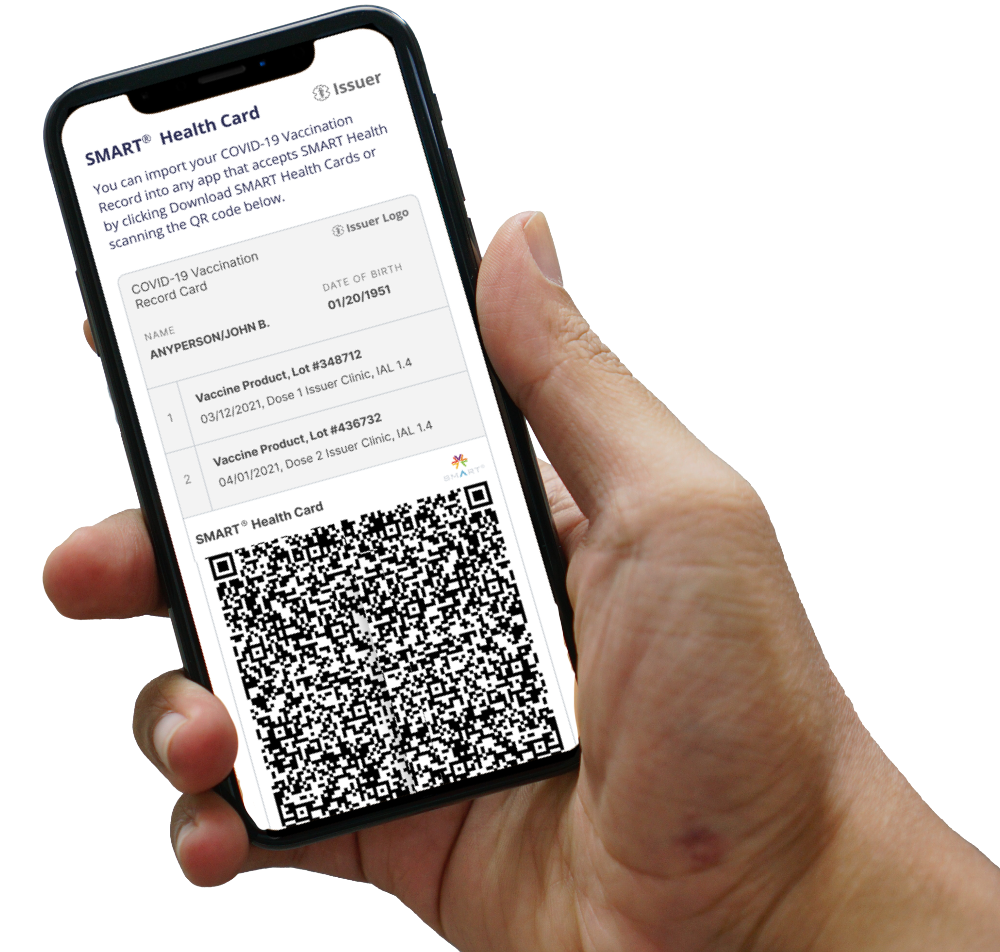 Issuer
SMART® Health Card
You can import your COVID-19 Vaccination
Record into any app that accepts SMART Health
by clicking Download SMART Health Cards or
scanning the QR code below.
Issuer Logo
COVID-19 Vaccination
Record Card
NAME
ANYPERSON/JOHN B.
DATE OF BIRTH
01/20/1951
1
Vaccine Product, Lot #348712
03/12/2021, Dose 1 Issuer Clinic, IAL 1.4
2
Vaccine Product, Lot #436732
04/01/2021, Dose 2 Issuer Clinic, IAL 1.4
SMART®
SMART® Health Card